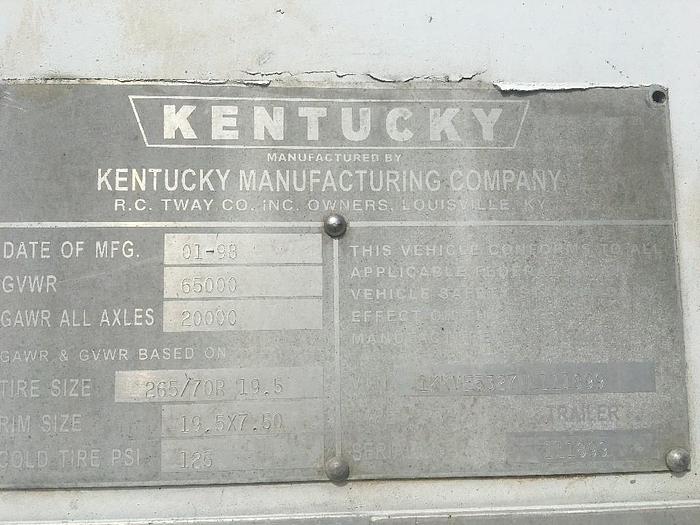 KENTUCKY
MANUFACTURED BY
KENTUCKY MANUFACTURING COMPANY
R.C. TWAY CO. INC. OWNERS, LOUISVILLE, KY.
DATE OF MFG. 01-98
GVWR 65000
GAWR ALL AXLES 20000
GAWR & GVWR BASED ON
TIRE SIZE 265/70R 19.5
RIM SIZE 19.5X7.50
COLD TIRE PSI 125
THIS VEHICLE CONFORMS TO ALL
APPLICABLE FEDERAL
VEHICLE
EFFECT
TRAILER